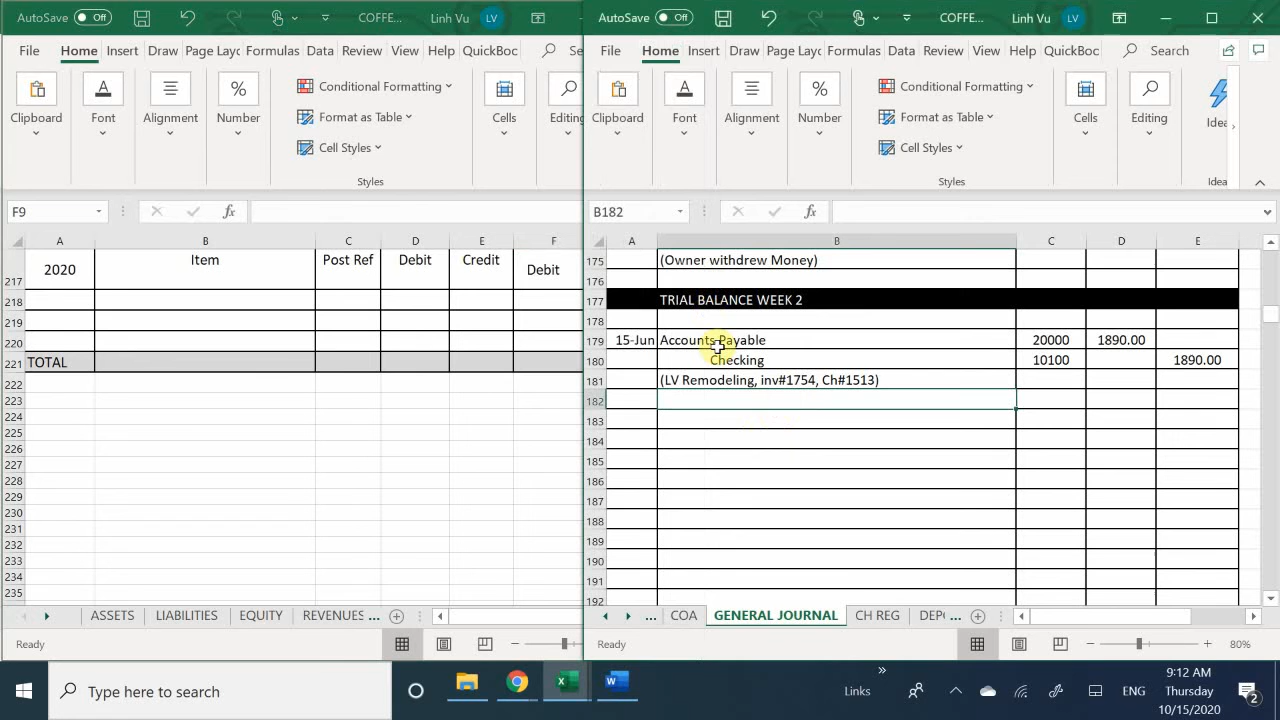 AutoSave Off COFFE... Linh Vu LV
File Home Insert Draw Page Layc Formulas Data Review View Help QuickBoc Se
Clipboard Font Alignment Number
Conditional Formatting
Format as Table
Cell Styles
Styles
Cells Editing
F9 fx
A B C D E F
217 2020 Item Post Ref Debit Credit Debit
218
219
220
221 TOTAL
222
223
224
225
226
227
228
229
230
231
232
233
234
235
ASSETS LIABILITIES EQUITY REVENUES ...
Ready
AutoSave Off COFFE... Linh Vu LV
File Home Insert Draw Page Layc Formulas Data Review View Help QuickBoc Search
Clipboard Font Alignment Number
Conditional Formatting
Format as Table
Cell Styles
Styles
Cells Editing Idea
Idea
B182 fx
A B C D E
175 (Owner withdrew Money)
176
177 TRIAL BALANCE WEEK 2
178
179 15-Jun Accounts Payable 20000 1890.00
180 Checking 10100 1890.00
181 (LV Remodeling, inv#1754, Ch#1513)
182
183
184
185
186
187
188
189
190
191
192
... COA GENERAL JOURNAL CH REG DEP( ...
Ready 80%
Type here to search
Links
ENG
9:12 AM
Thursday
10/15/2020
2